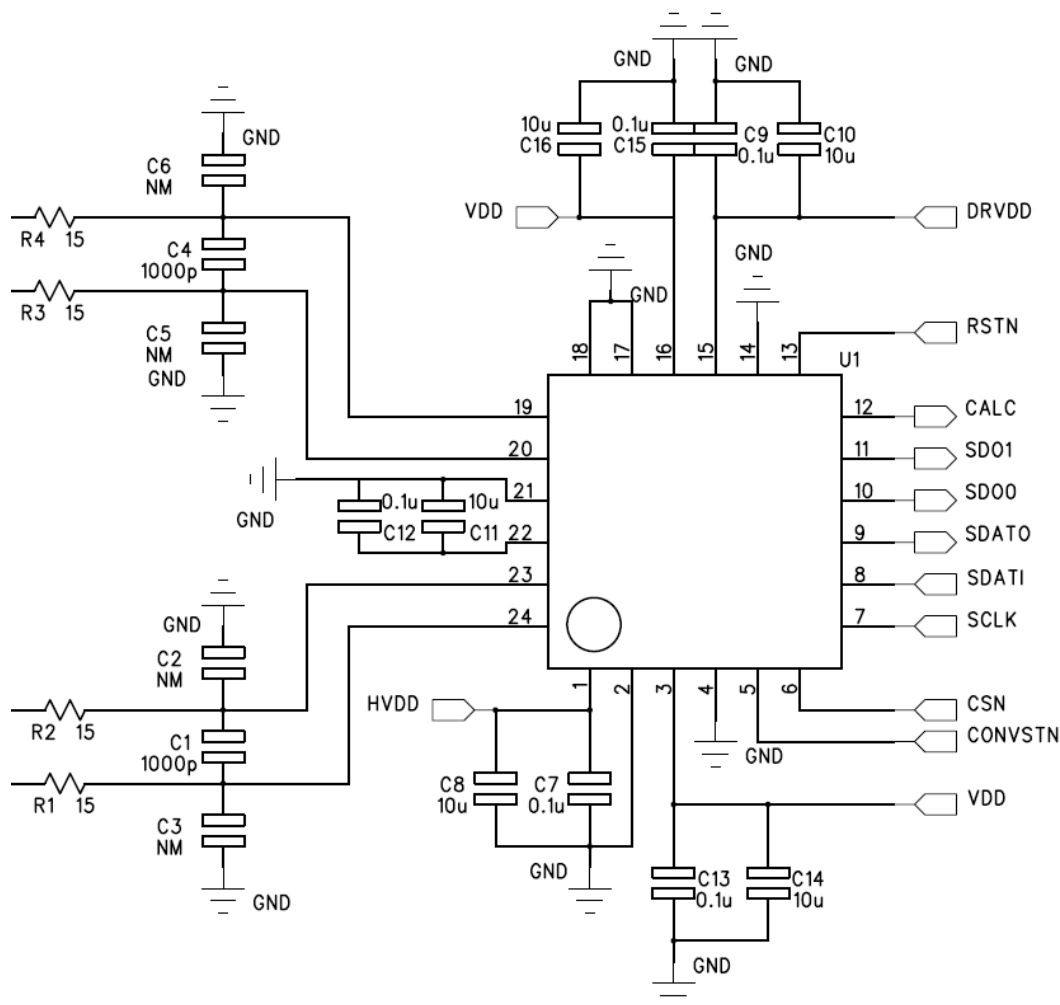 GND
GND
10u
C16
0.1u
C15
C9
0.1u
C10
10u
GND
C6
NM
VDD
DRVDD
R4
15
C4
1000p
GND
R3
15
GND
C5
NM
GND
RSTN
18
17
16
15
14
13
U1
19
12
CALC
20
11
SDO1
21
10
SDO0
0.1u
10u
GND
C12
C11
22
9
SDATO
23
8
SDATI
24
7
SCLK
GND
C2
NM
1
2
3
4
5
6
HVDD
CSN
R2
15
CONVSTN
GND
C1
1000p
C8
10u
C7
0.1u
R1
15
VDD
C3
NM
GND
C13
0.1u
C14
10u
GND
GND